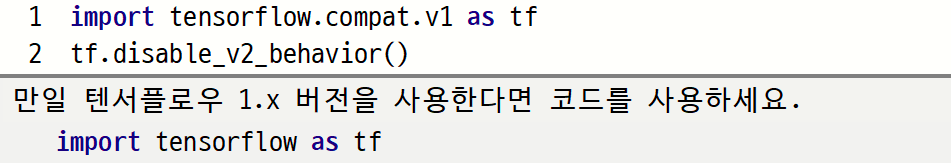 1 import tensorflow.compat.v1 as tf
2 tf.disable_v2_behavior()
만일 텐서플로우 1.x 버전을 사용한다면 코드를 사용하세요.
import tensorflow as tf